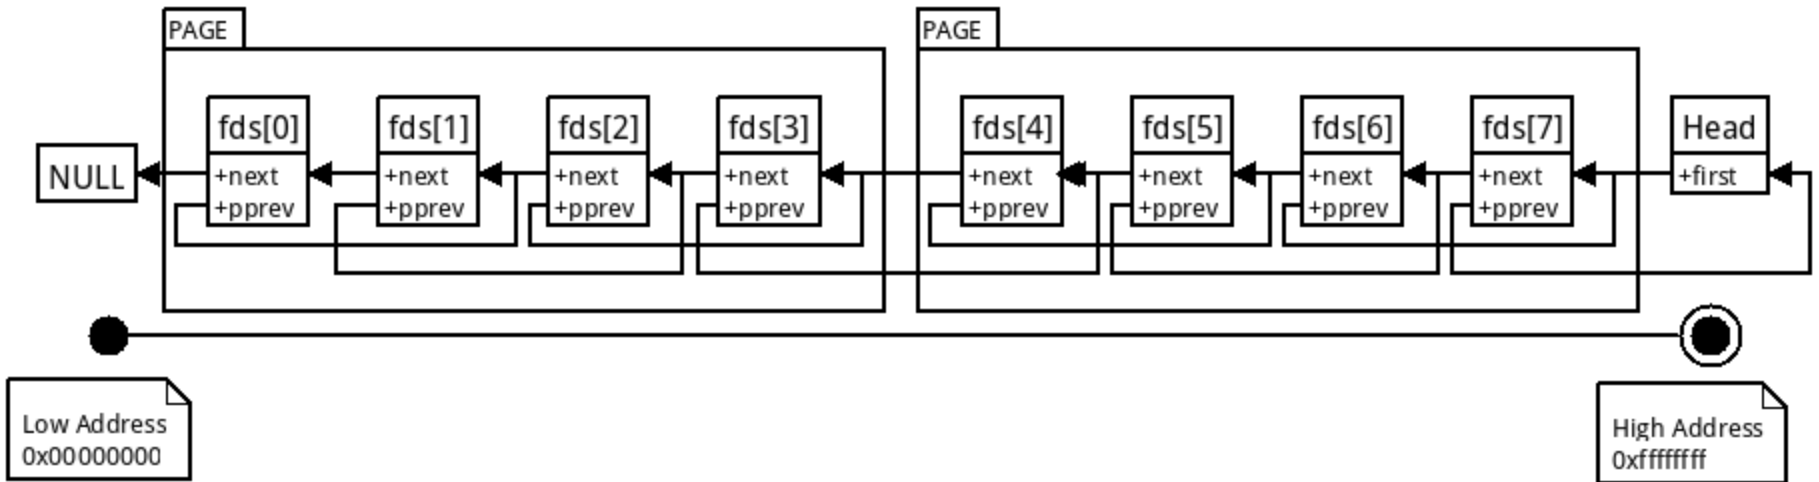 PAGE
PAGE
NULL
fds[0]
+next
+pprev
fds[1]
+next
+pprev
fds[2]
+next
+pprev
fds[3]
+next
+pprev
fds[4]
+next
+pprev
fds[5]
+next
+pprev
fds[6]
+next
+pprev
fds[7]
+next
+pprev
Head
+first
Low Address
0x00000000
High Address
0xffffffff